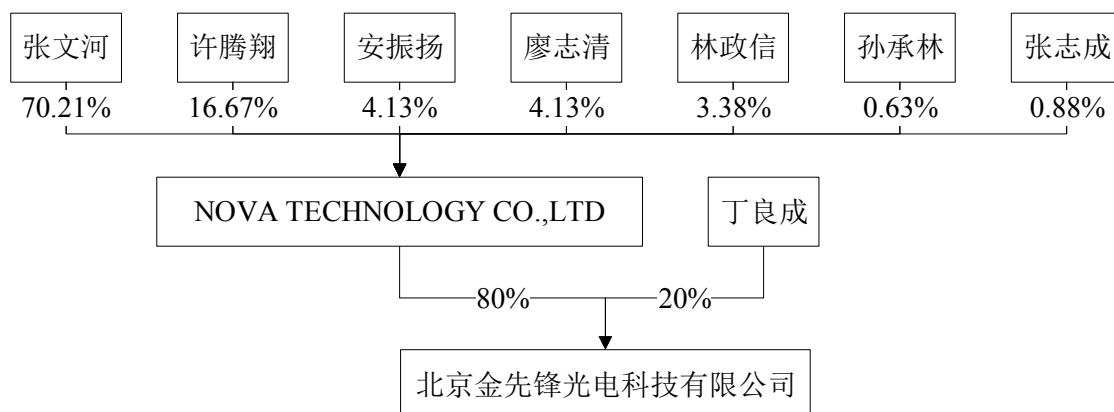 张文河 许腾翔 安振扬 廖志清 林政信 孙承林 张志成
70.21% 16.67% 4.13% 4.13% 3.38% 0.63% 0.88%
NOVA TECHNOLOGY CO.,LTD 丁良成
80% 20%
北京金先锋光电科技有限公司